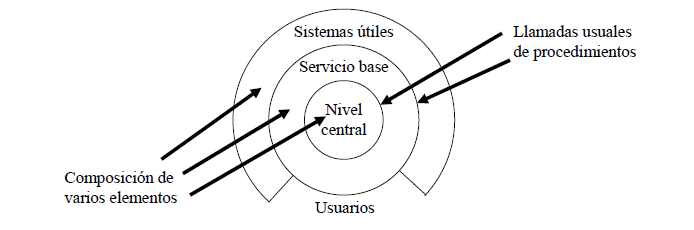 Sistemas útiles
Servicio base
Nivel
central
Llamadas usuales
de procedimientos
Composición de
varios elementos
Usuarios